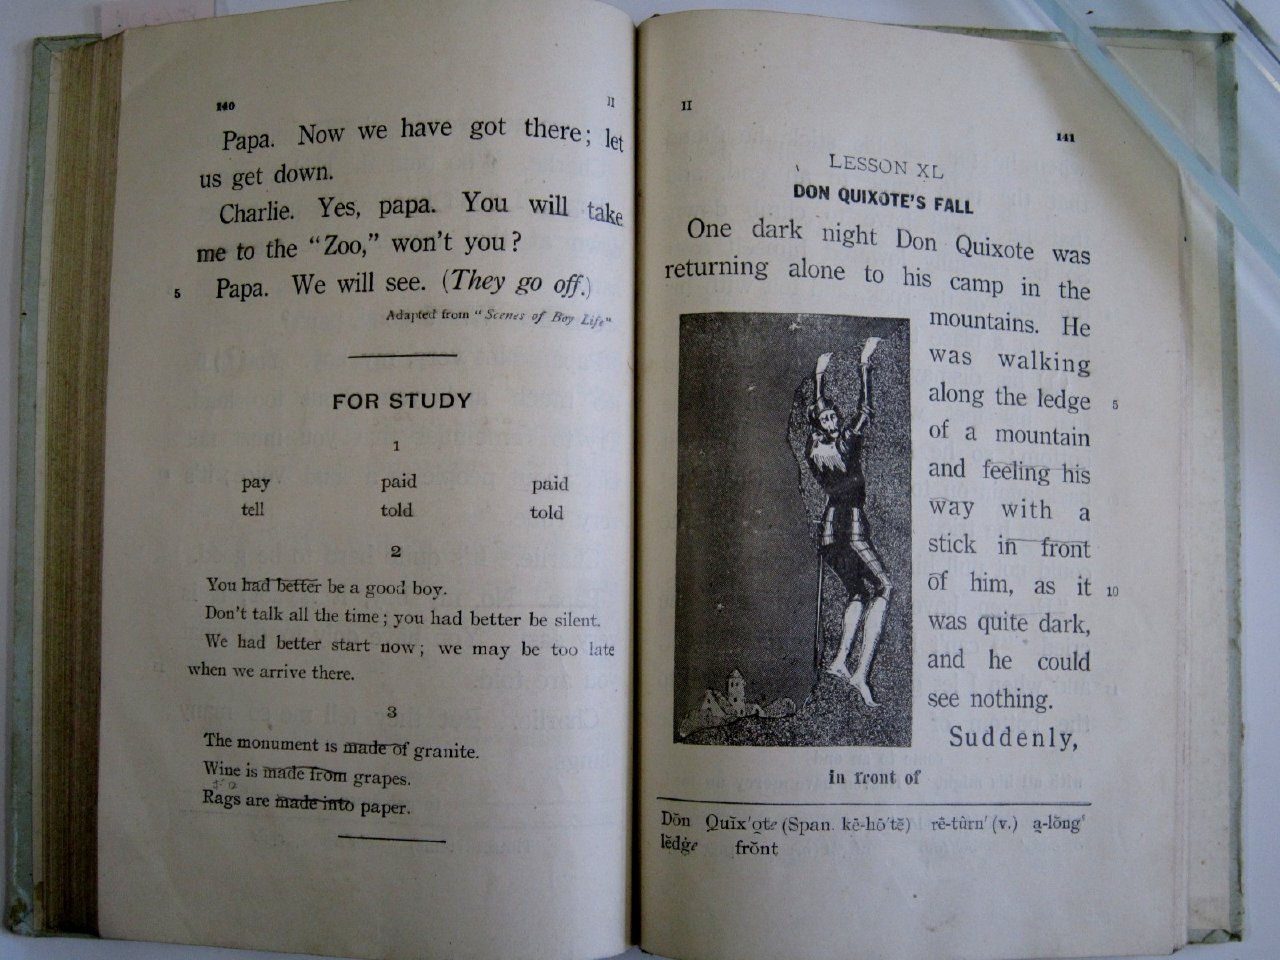 140
II
Papa. Now we have got there; let
us get down.
Charlie. Yes, papa. You will take
me to the "Zoo," won't you?
5
Papa. We will see. (They go off.)
Adapted from "Scenes of Boy Life"
FOR STUDY
1
pay paid paid
tell told told
2
You had better be a good boy.
Don't talk all the time; you had better be silent.
We had better start now; we may be too late
when we arrive there.
3
The monument is made of granite.
Wine is made from grapes.
Rags are made into paper.
II
141
LESSON XL
DON QUIXOTE'S FALL
One dark night Don Quixote was
returning alone to his camp in the
mountains. He
was walking
along the ledge 5
of a mountain
and feeling his
way with a
stick in front
of him, as it 10
was quite dark,
and he could
see nothing.
Suddenly,
in front of
Dŏn Quĭx'o̱te (Span. kē-hō'tē) rē-tûrn' (v.) a̤-lŏng'
lĕdġe frŏnt